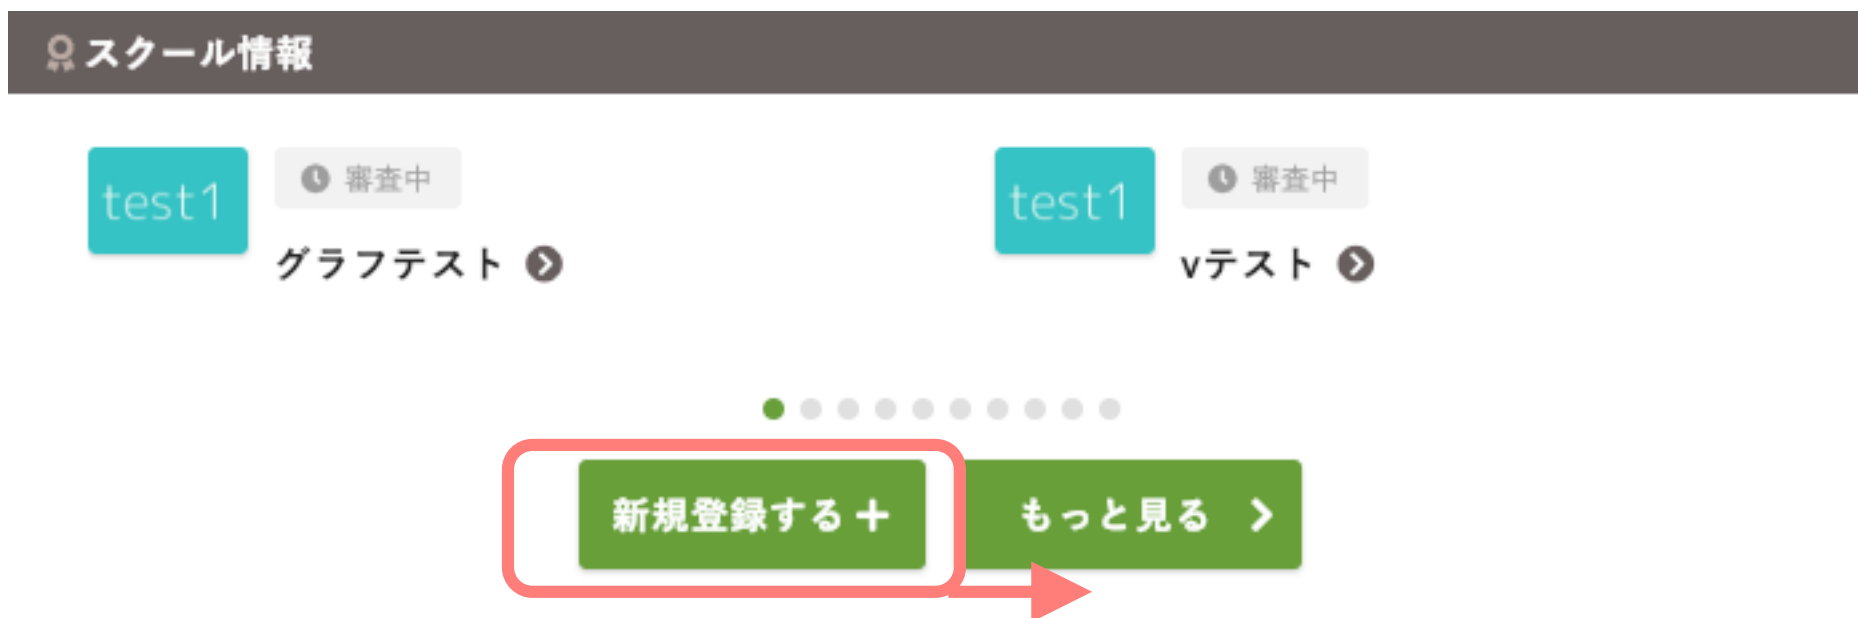 スクール情報
test1
審査中
グラフテスト
test1
審査中
vテスト
新規登録する+
もっと見る